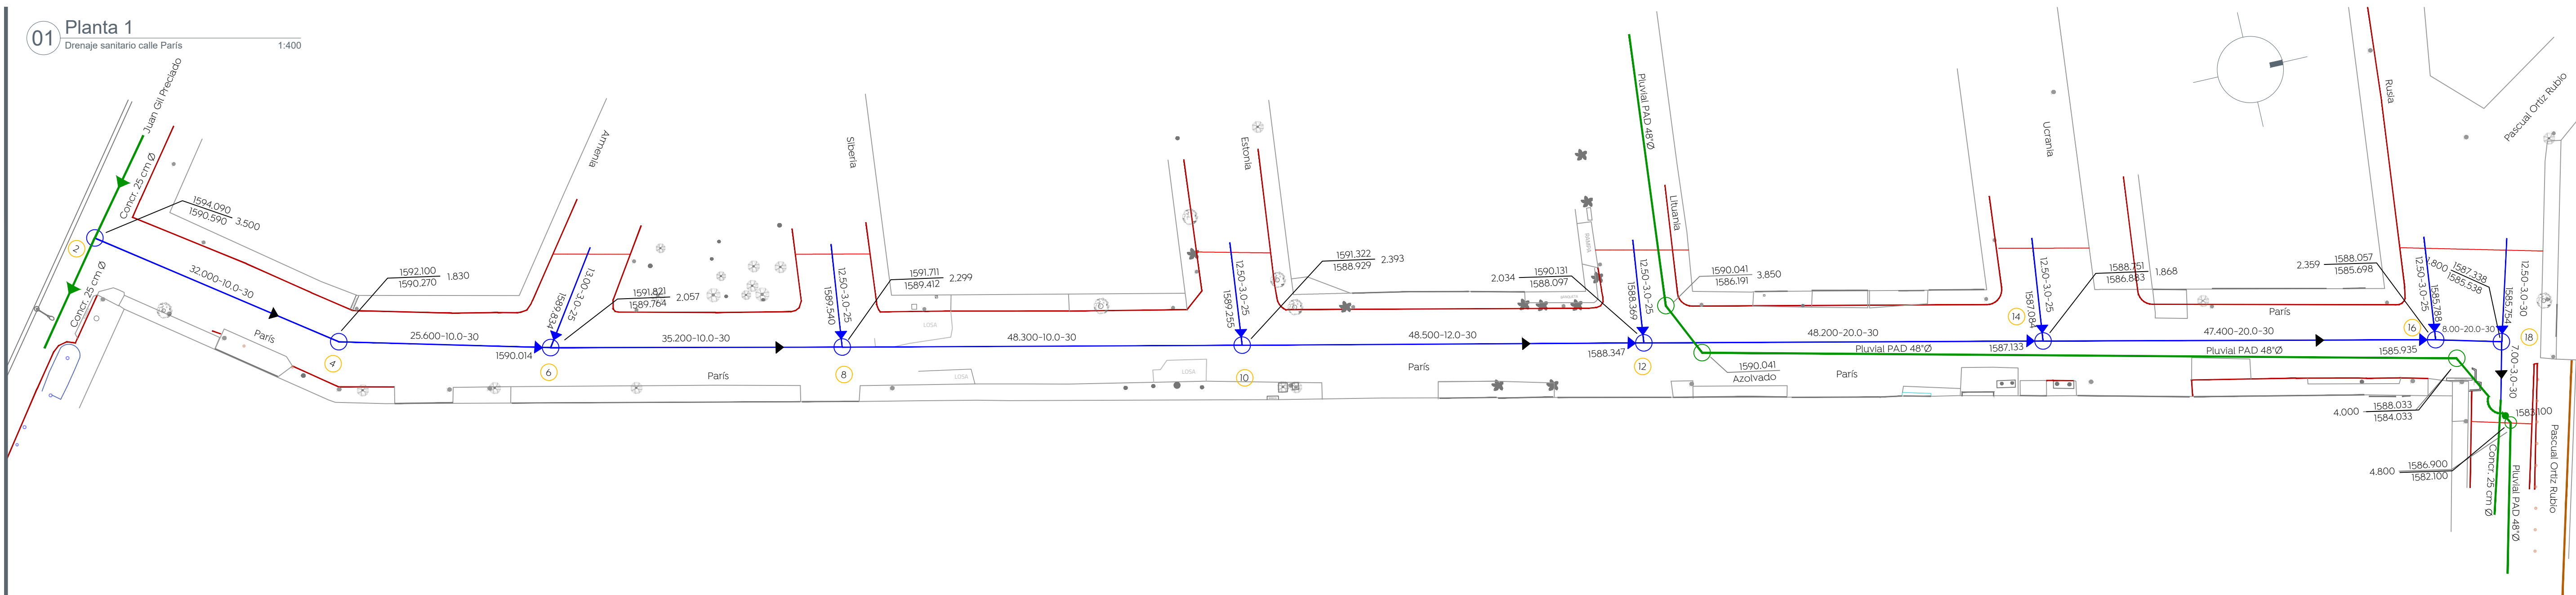 01
Planta 1
Drenaje sanitario calle París
1:400
Juan Gil Preciado
Concr. 25 cm Ø
1594.090
1590.590
3.500
2
32.000-10.0-30
Concr. 25 cm Ø
París
4
1592.100
1590.270
1.830
25.600-10.0-30
1590.014
Armenia
13.00-3.0-25
1589.834
6
1591.821
1589.764
2.057
35.200-10.0-30
París
Siberia
12.50-3.0-25
1589.540
8
1591.711
1589.412
2.299
LOSA
LOSA
48.300-10.0-30
LOSA
Estonia
12.50-3.0-25
1589.255
10
1591.322
1588.929
2.393
48.500-12.0-30
París
RAMPA
2.034
1590.131
1588.097
1588.347
12.50-3.0-25
1588.369
12
Pluvial PAD 48"Ø
Lituania
1590.041
1586.191
3.850
1590.041
Azolvado
48.200-20.0-30
Pluvial PAD 48"Ø
París
1587.133
14
Ucrania
12.50-3.0-25
1587.084
1588.751
1586.883
1.868
47.400-20.0-30
Pluvial PAD 48"Ø
París
1585.935
Rusia
2.359
1588.057
1585.698
16
12.50-3.0-25
1585.788
1.800
1587.338
1585.538
8.00-20.0-30
12.50-3.0-30
1585.754
18
Pascual Ortiz Rubio
7.00-3.0-30
4.000
1588.033
1584.033
1583.100
4.800
1586.900
1582.100
Concr. 25 cm Ø
Pluvial PAD 48"Ø
Pascual Ortiz Rubio